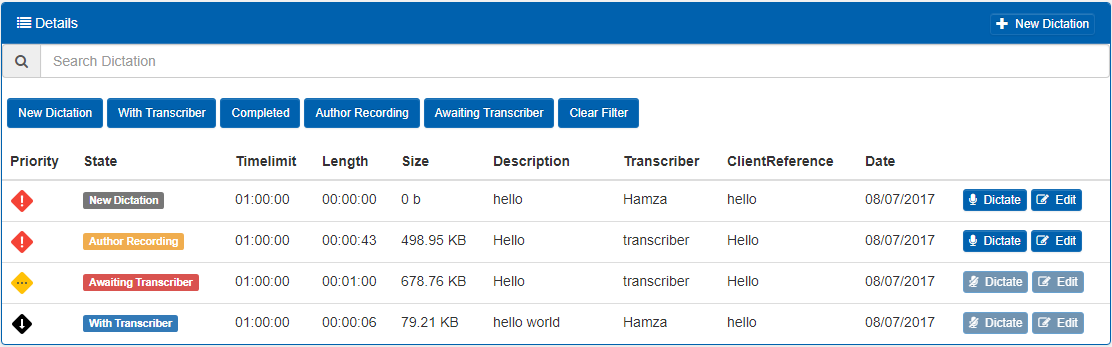 Details New Dictation
Search Dictation
New Dictation With Transcriber Completed Author Recording Awaiting Transcriber Clear Filter
Priority State Timelimit Length Size Description Transcriber ClientReference Date
New Dictation 01:00:00 00:00:00 0 b hello Hamza hello 08/07/2017 Dictate Edit
Author Recording 01:00:00 00:00:43 498.95 KB Hello transcriber Hello 08/07/2017 Dictate Edit
Awaiting Transcriber 01:00:00 00:01:00 678.76 KB Hello transcriber Hello 08/07/2017 Dictate Edit
With Transcriber 01:00:00 00:00:06 79.21 KB hello world Hamza hello 08/07/2017 Dictate Edit